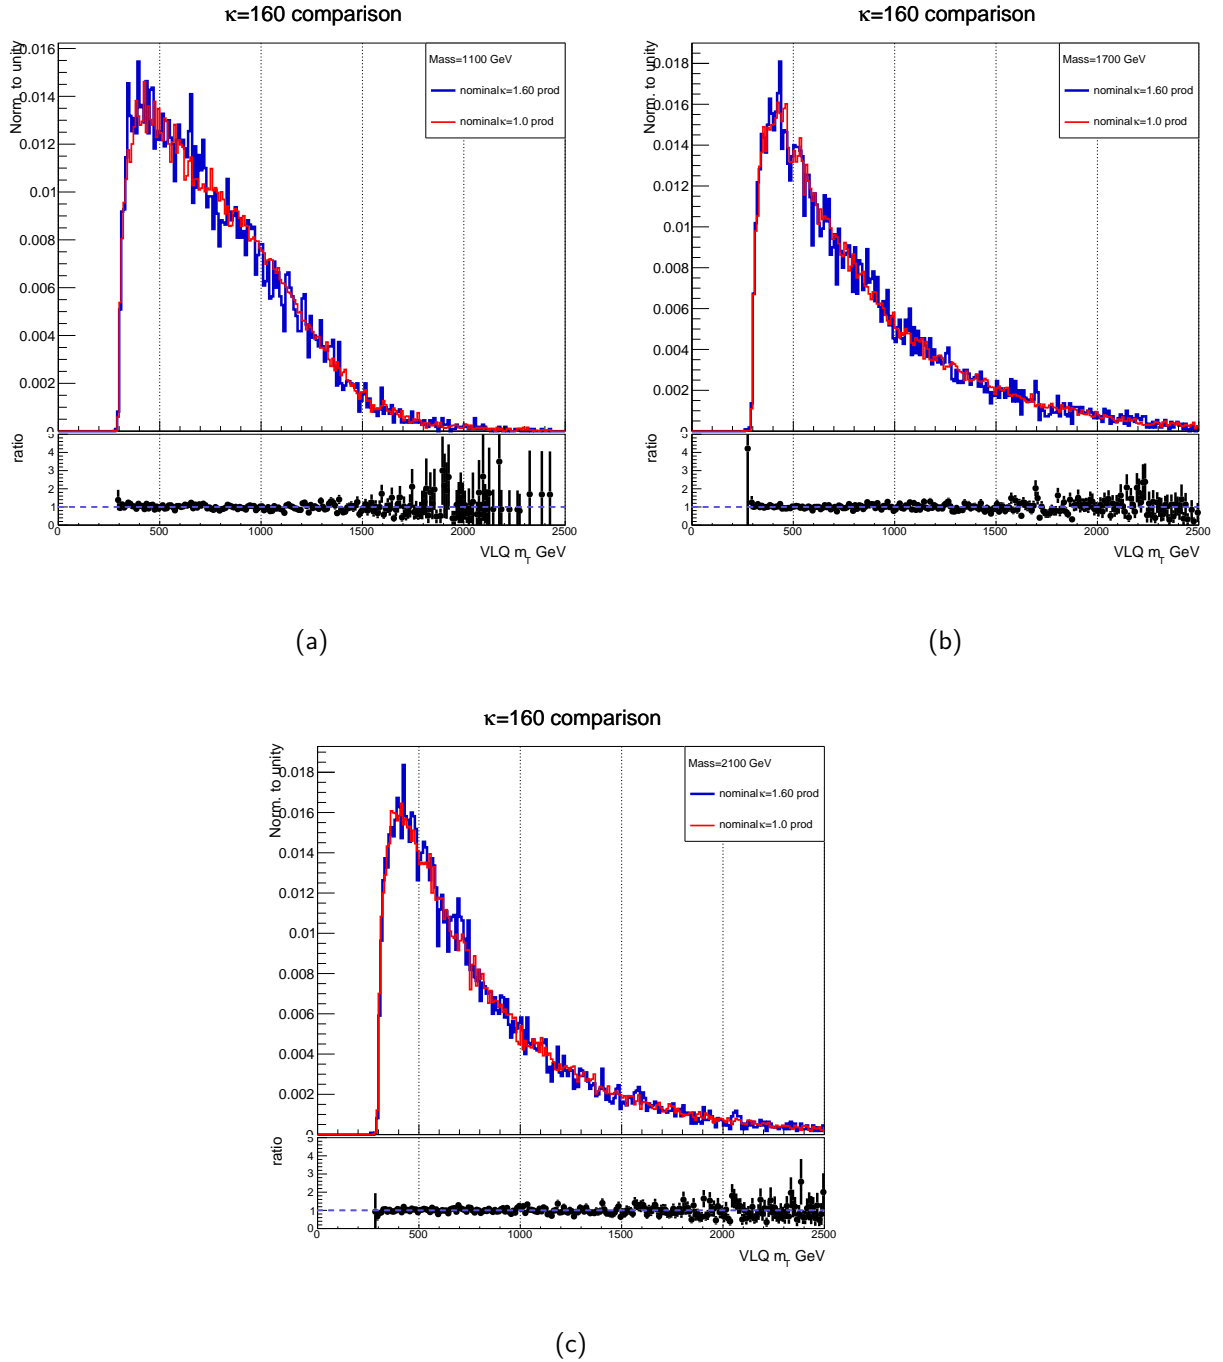 κ=160 comparison
Norm. to unity
0.016
0.014
0.012
0.01
0.008
0.006
0.004
0.002
0
Mass=1100 GeV
nominalκ=1.60 prod
nominalκ=1.0 prod
ratio
5
4
3
2
1
0
0 500 1000 1500 2000 2500
VLQ m_T GeV
(a)
κ=160 comparison
Norm. to unity
0.018
0.016
0.014
0.012
0.01
0.008
0.006
0.004
0.002
0
Mass=1700 GeV
nominalκ=1.60 prod
nominalκ=1.0 prod
ratio
5
4
3
2
1
0
0 500 1000 1500 2000 2500
VLQ m_T GeV
(b)
κ=160 comparison
Norm. to unity
0.018
0.016
0.014
0.012
0.01
0.008
0.006
0.004
0.002
0
Mass=2100 GeV
nominalκ=1.60 prod
nominalκ=1.0 prod
ratio
5
4
3
2
1
0
0 500 1000 1500 2000 2500
VLQ m_T GeV
(c)